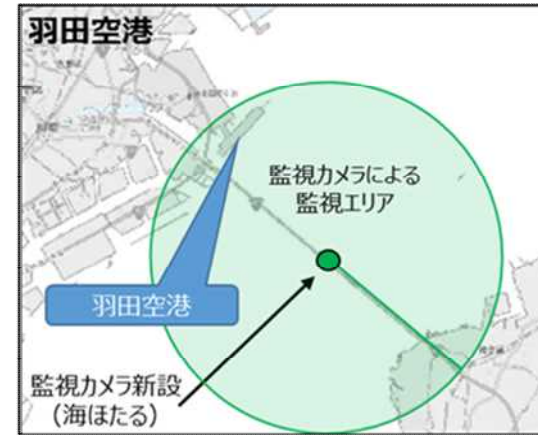 羽田空港
監視カメラによる
監視エリア
羽田空港
監視カメラ新設
（海ほたる）